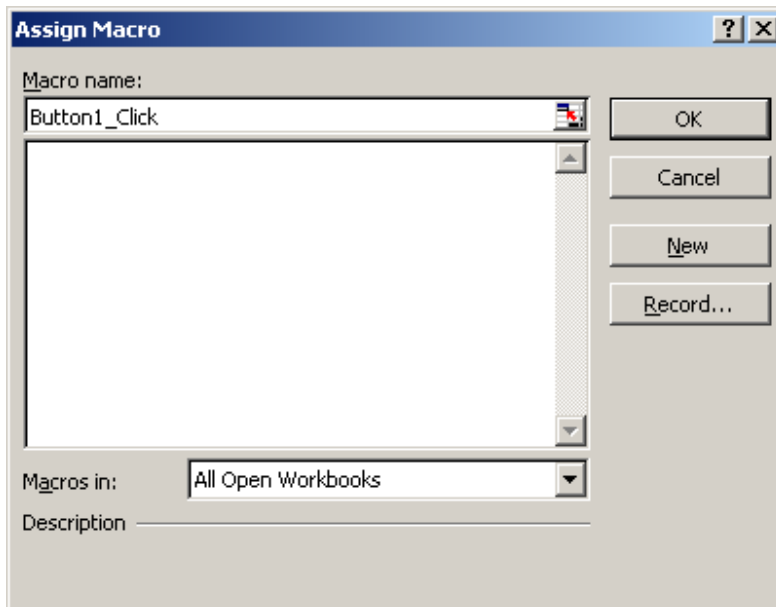 Assign Macro
Macro name:
Button1_Click
OK
Cancel
New
Record...
Macros in:
All Open Workbooks
Description